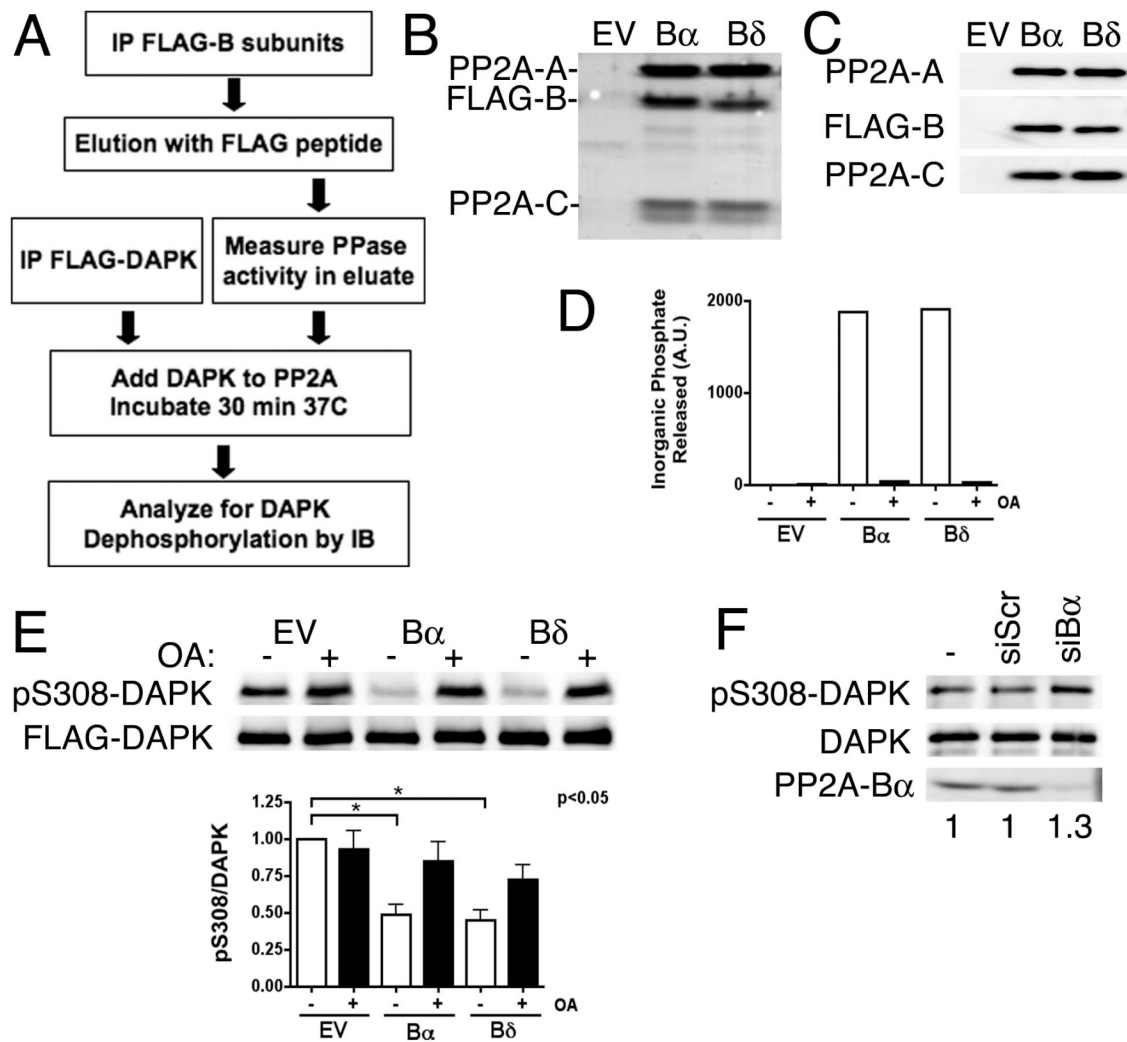 A
IP FLAG-B subunits
Elution with FLAG peptide
IP FLAG-DAPK
Measure PPase
activity in eluate
Add DAPK to PP2A
Incubate 30 min 37C
Analyze for DAPK
Dephosphorylation by IB
B
EV Bα Bδ
PP2A-A-
FLAG-B-
PP2A-C-
C
EV Bα Bδ
PP2A-A
FLAG-B
PP2A-C
D
Inorganic Phosphate
Released (A.U.)
2000
1000
0
- + - + - + OA
EV Bα Bδ
E
EV Bα Bδ
OA: - + - + - +
pS308-DAPK
FLAG-DAPK
pS308/DAPK
1.25
1.00
0.75
0.50
0.25
0.00
*
*
p<0.05
- + - + - + OA
EV Bα Bδ
F
- siScr siBα
pS308-DAPK
DAPK
PP2A-Bα
1 1 1.3